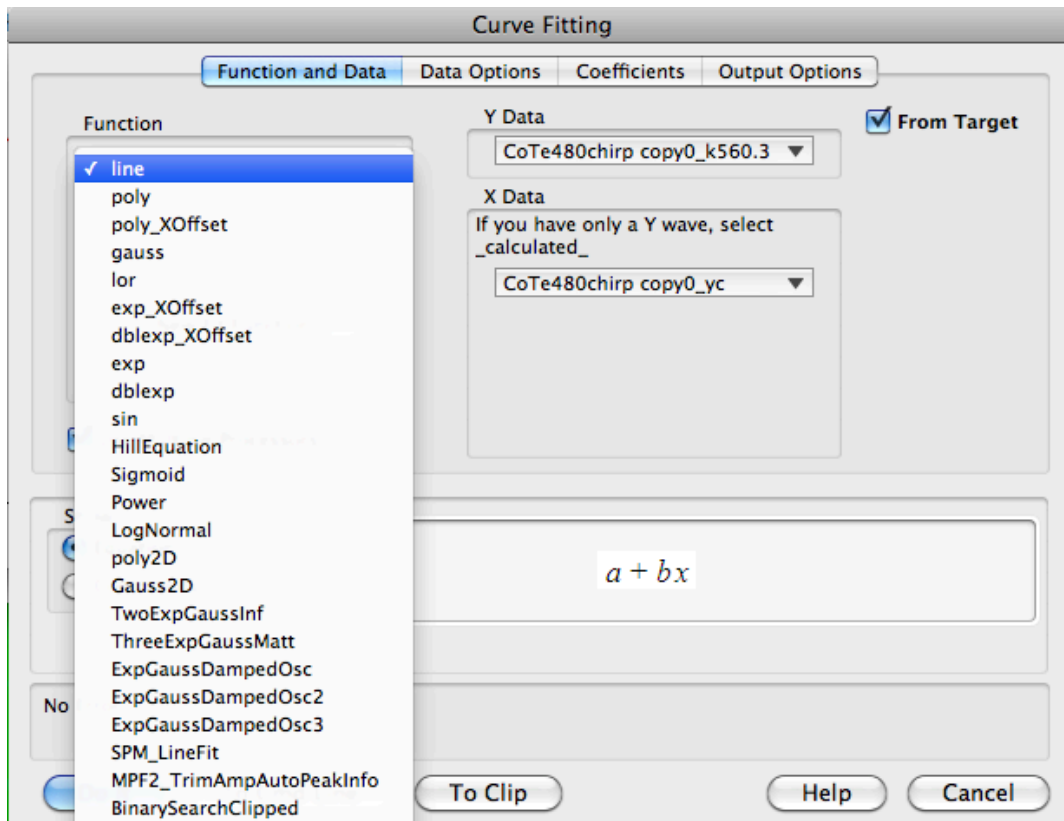 Curve Fitting
Function and Data
Data Options
Coefficients
Output Options
Function
✓ line
poly
poly_XOffset
gauss
lor
exp_XOffset
dblexp_XOffset
exp
dblexp
sin
HillEquation
Sigmoid
Power
LogNormal
poly2D
Gauss2D
TwoExpGaussInf
ThreeExpGaussMatt
ExpGaussDampedOsc
ExpGaussDampedOsc2
ExpGaussDampedOsc3
SPM_LineFit
MPF2_TrimAmpAutoPeakInfo
BinarySearchClipped
Y Data
CoTe480chirp copy0_k560.3
X Data
If you have only a Y wave, select
_calculated_
CoTe480chirp copy0_yc
From Target
a + bx
No
To Clip
Help
Cancel